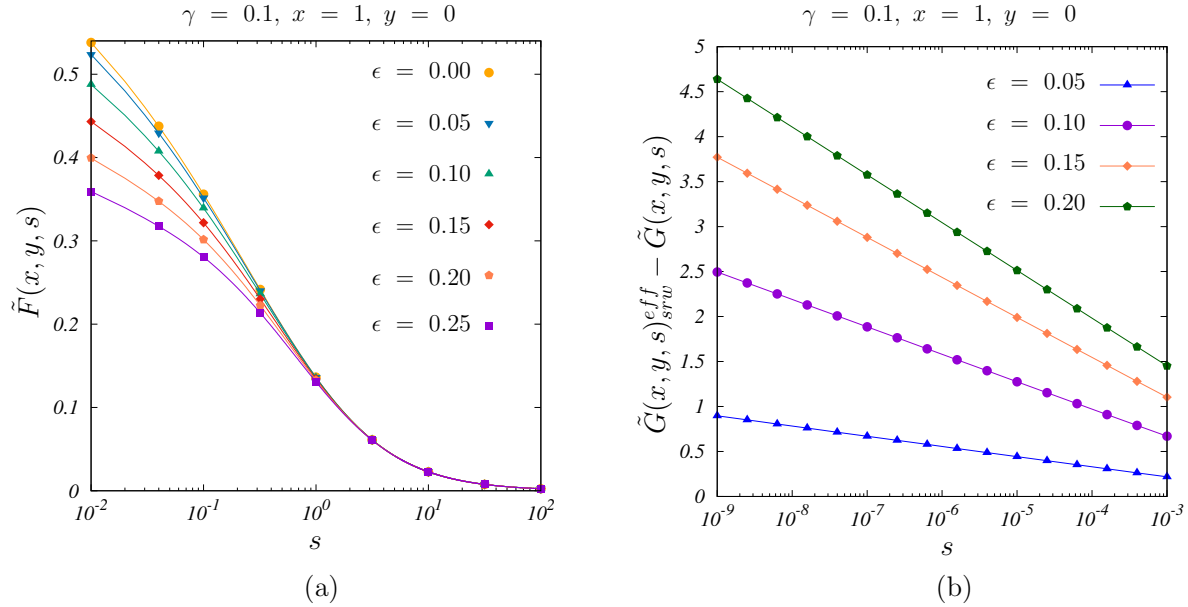 γ = 0.1, x = 1, y = 0
F̃(x, y, s)
0.5
0.4
0.3
0.2
0.1
0
ϵ = 0.00
ϵ = 0.05
ϵ = 0.10
ϵ = 0.15
ϵ = 0.20
ϵ = 0.25
10^-2 10^-1 10^0 10^1 10^2
s
(a)
γ = 0.1, x = 1, y = 0
G̃(x, y, s)^{eff}_{srw} − G̃(x, y, s)
5
4.5
4
3.5
3
2.5
2
1.5
1
0.5
0
ϵ = 0.05
ϵ = 0.10
ϵ = 0.15
ϵ = 0.20
10^-9 10^-8 10^-7 10^-6 10^-5 10^-4 10^-3
s
(b)